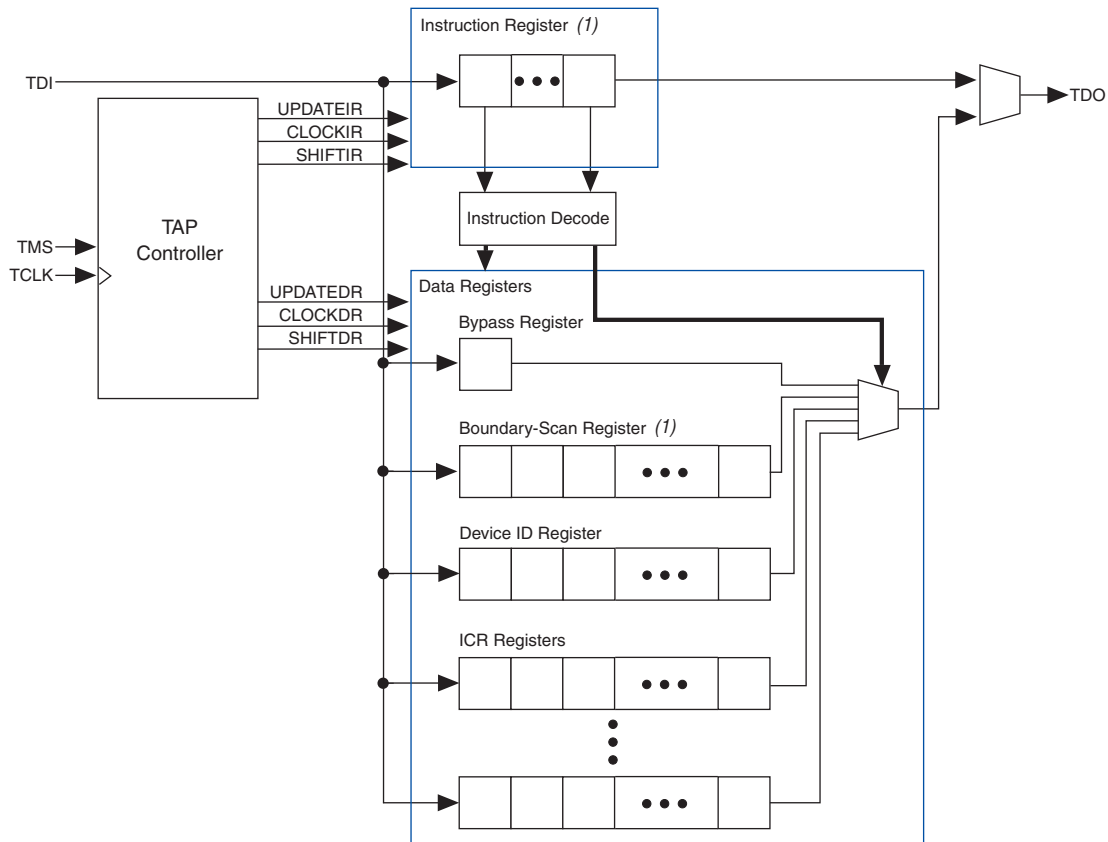 Instruction Register (1)
TDI
TDO
UPDATEIR
CLOCKIR
SHIFTIR
TAP
Controller
TMS
TCLK
Instruction Decode
UPDATEDR
CLOCKDR
SHIFTDR
Data Registers
Bypass Register
Boundary-Scan Register (1)
Device ID Register
ICR Registers